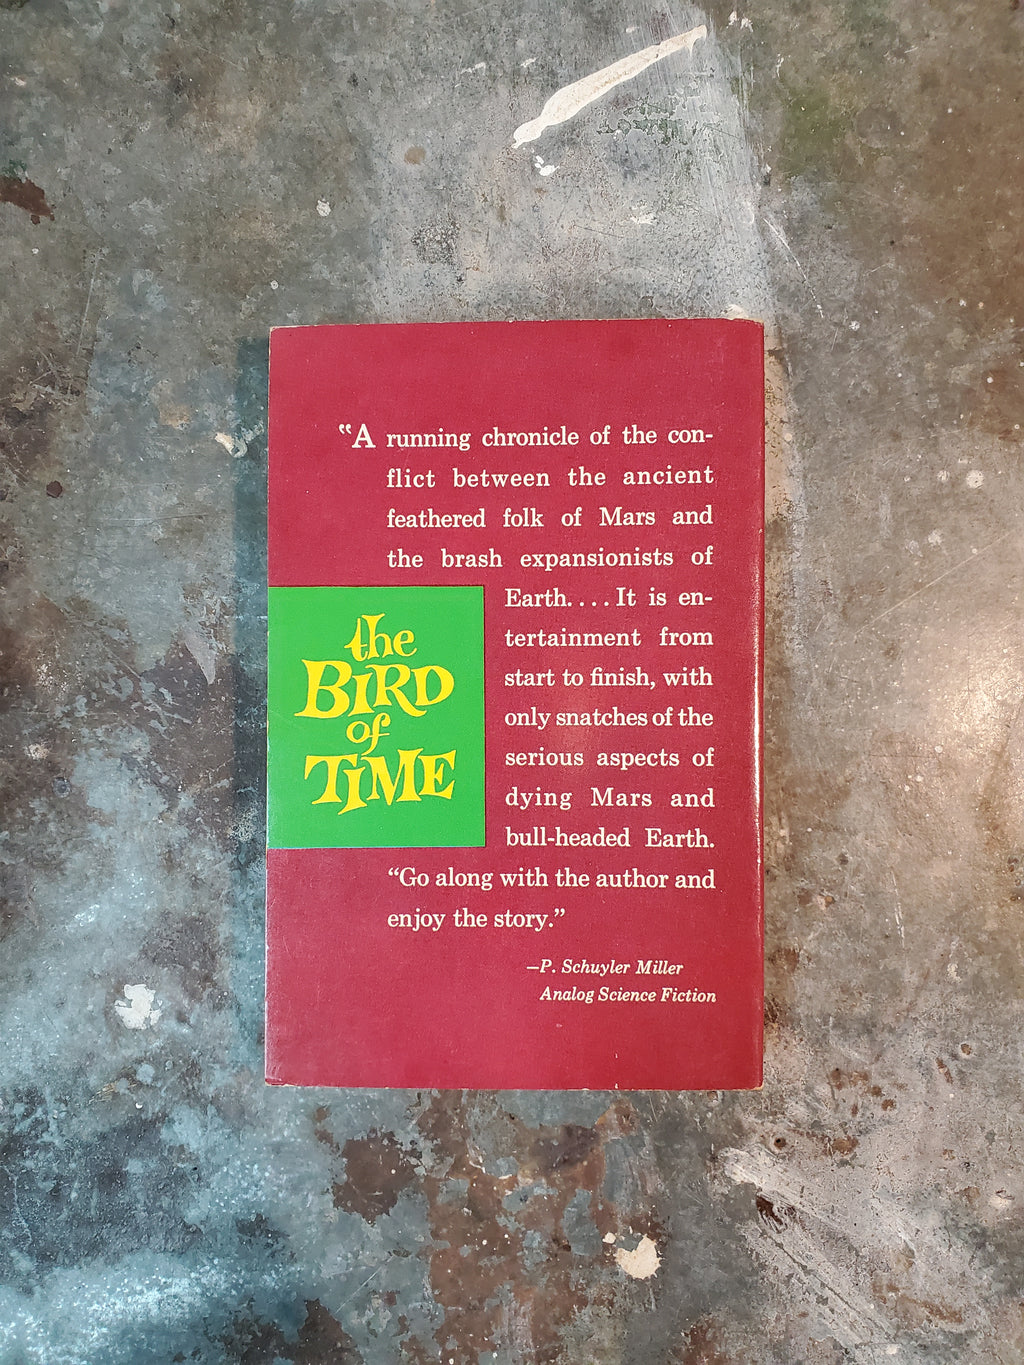 “A running chronicle of the con-
flict between the ancient
feathered folk of Mars and
the brash expansionists of
Earth. . . . It is en-
tertainment from
start to finish, with
only snatches of the
serious aspects of
dying Mars and
bull-headed Earth.
“Go along with the author and
enjoy the story.”
—P. Schuyler Miller
Analog Science Fiction
the
BIRD
of
TIME